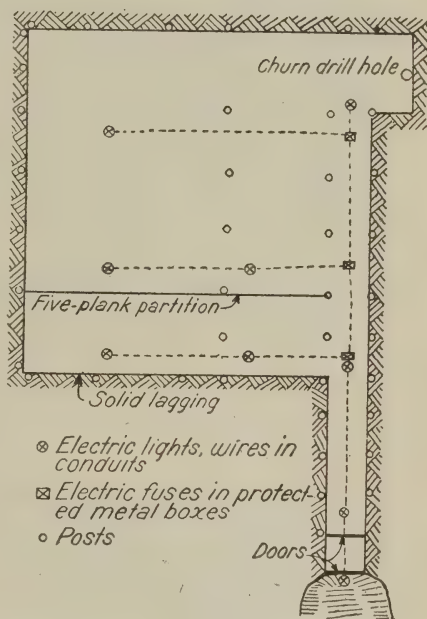 Churn drill hole
Five-plank partition
Solid lagging
Electric lights, wires in
conduits
Electric fuses in protect-
ed metal boxes
Posts
Doors